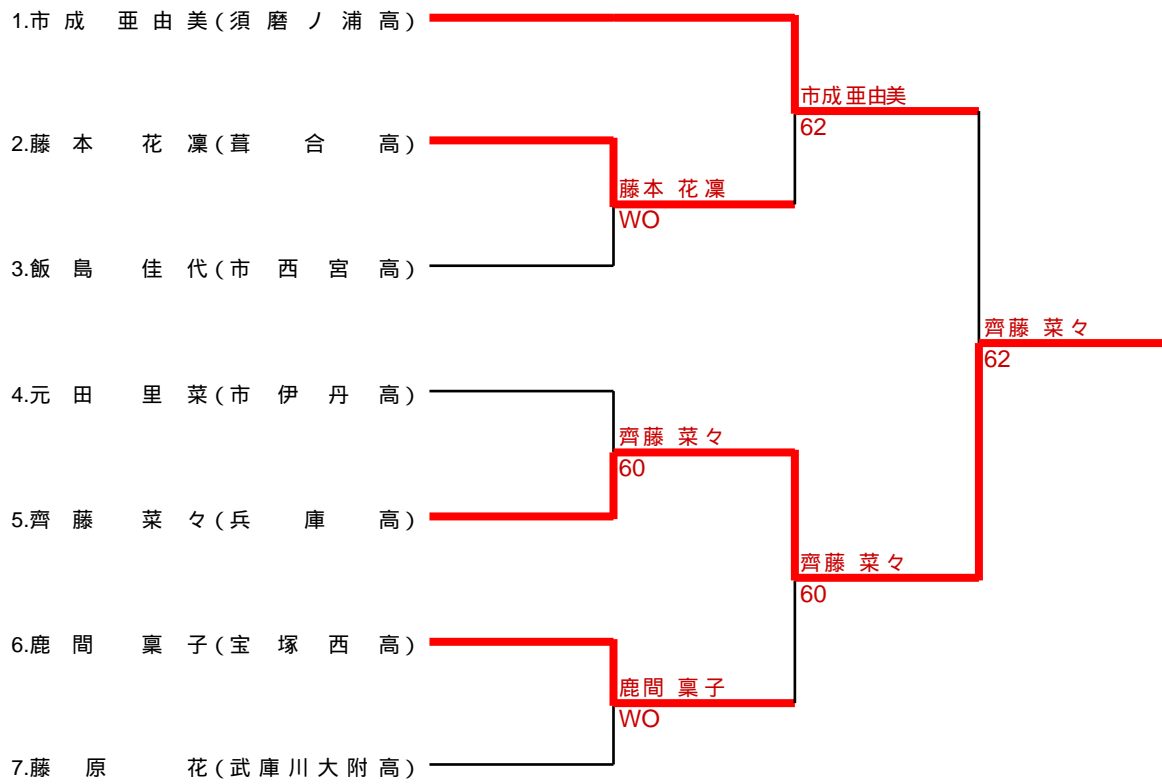 1.市成 亜由美(須磨ノ浦高)
市成 亜由美
62
2.藤本 花凜(葺合高)
藤本 花凜
WO
3.飯島 佳代(市西宮高)
齊藤 菜々
62
4.元田 里菜(市伊丹高)
齊藤 菜々
60
5.齊藤 菜々(兵庫高)
齊藤 菜々
60
6.鹿間 稟子(宝塚西高)
鹿間 稟子
WO
7.藤原 花(武庫川大附高)